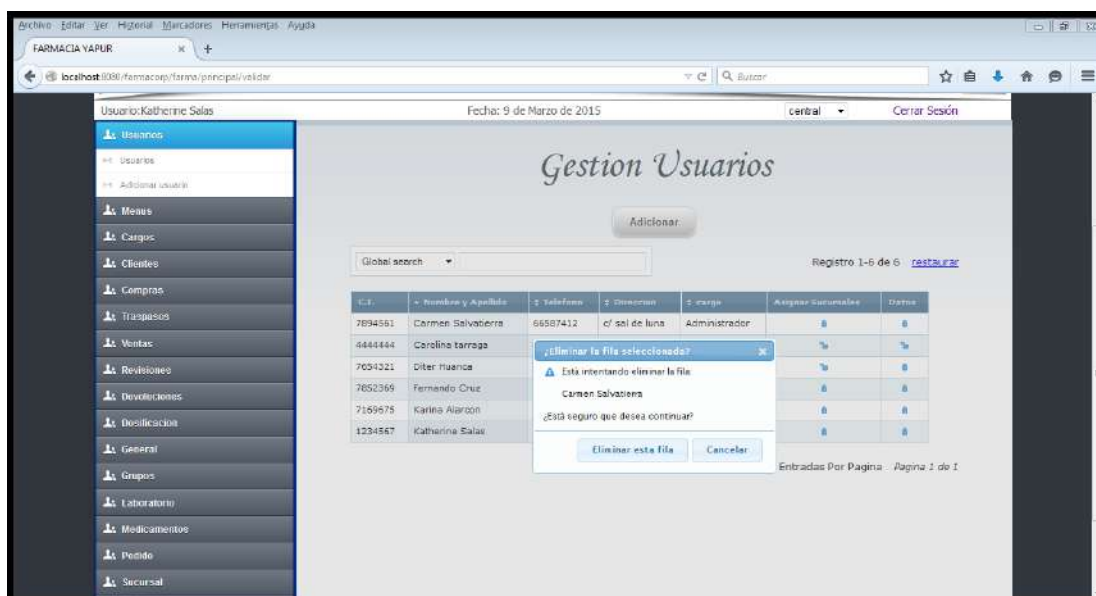 Archivo Editar Ver Historial Marcadores Herramientas Ayuda
FARMACIA YAPUR × +
localhost:8080/farmacorp/farma/principal/validar Buscar
Usuario:Katherine Salas Fecha: 9 de Marzo de 2015 central Cerrar Sesión
Usuarios
Usuarios
Adicionar usuario
Menus
Cargos
Clientes
Compras
Traspasos
Ventas
Revisiones
Devoluciones
Dosificacion
General
Grupos
Laboratorio
Medicamentos
Pedido
Sucursal
Gestion Usuarios
Adicionar
Global search Registro 1-6 de 6 restaurar
C.I. Nombre y Apellido Telefono Direccion cargo Asignar Sucursales Datos
7894561 Carmen Salvatierra 66587412 c/ sal de luna Administrador
4444444 Carolina tarraga
7654321 Diter Huanca
7852369 Fernando Cruz
7169675 Karina Alarcon
1234567 Katherine Salas
¿Eliminar la fila seleccionada? ×
Está intentando eliminar la fila
Carmen Salvatierra
¿Está seguro que desea continuar?
Eliminar esta fila Cancelar
Entradas Por Pagina Pagina 1 de 1